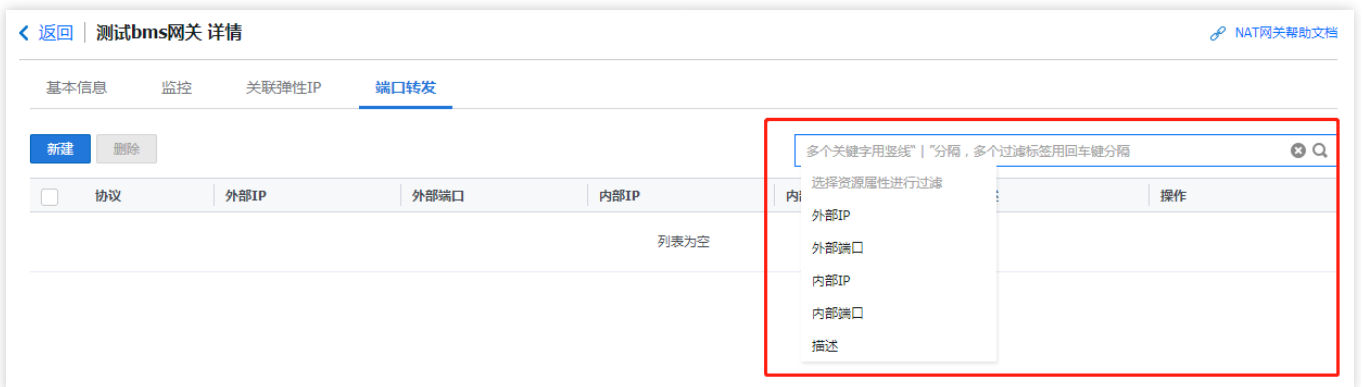 返回 测试bms网关 详情 NAT网关帮助文档
基本信息 监控 关联弹性IP 端口转发
新建 删除 多个关键字用竖线“|”分隔，多个过滤标签用回车键分隔
选择资源属性进行过滤
协议 外部IP 外部端口 内部IP 内 操作
外部IP
列表为空
外部端口
内部IP
内部端口
描述